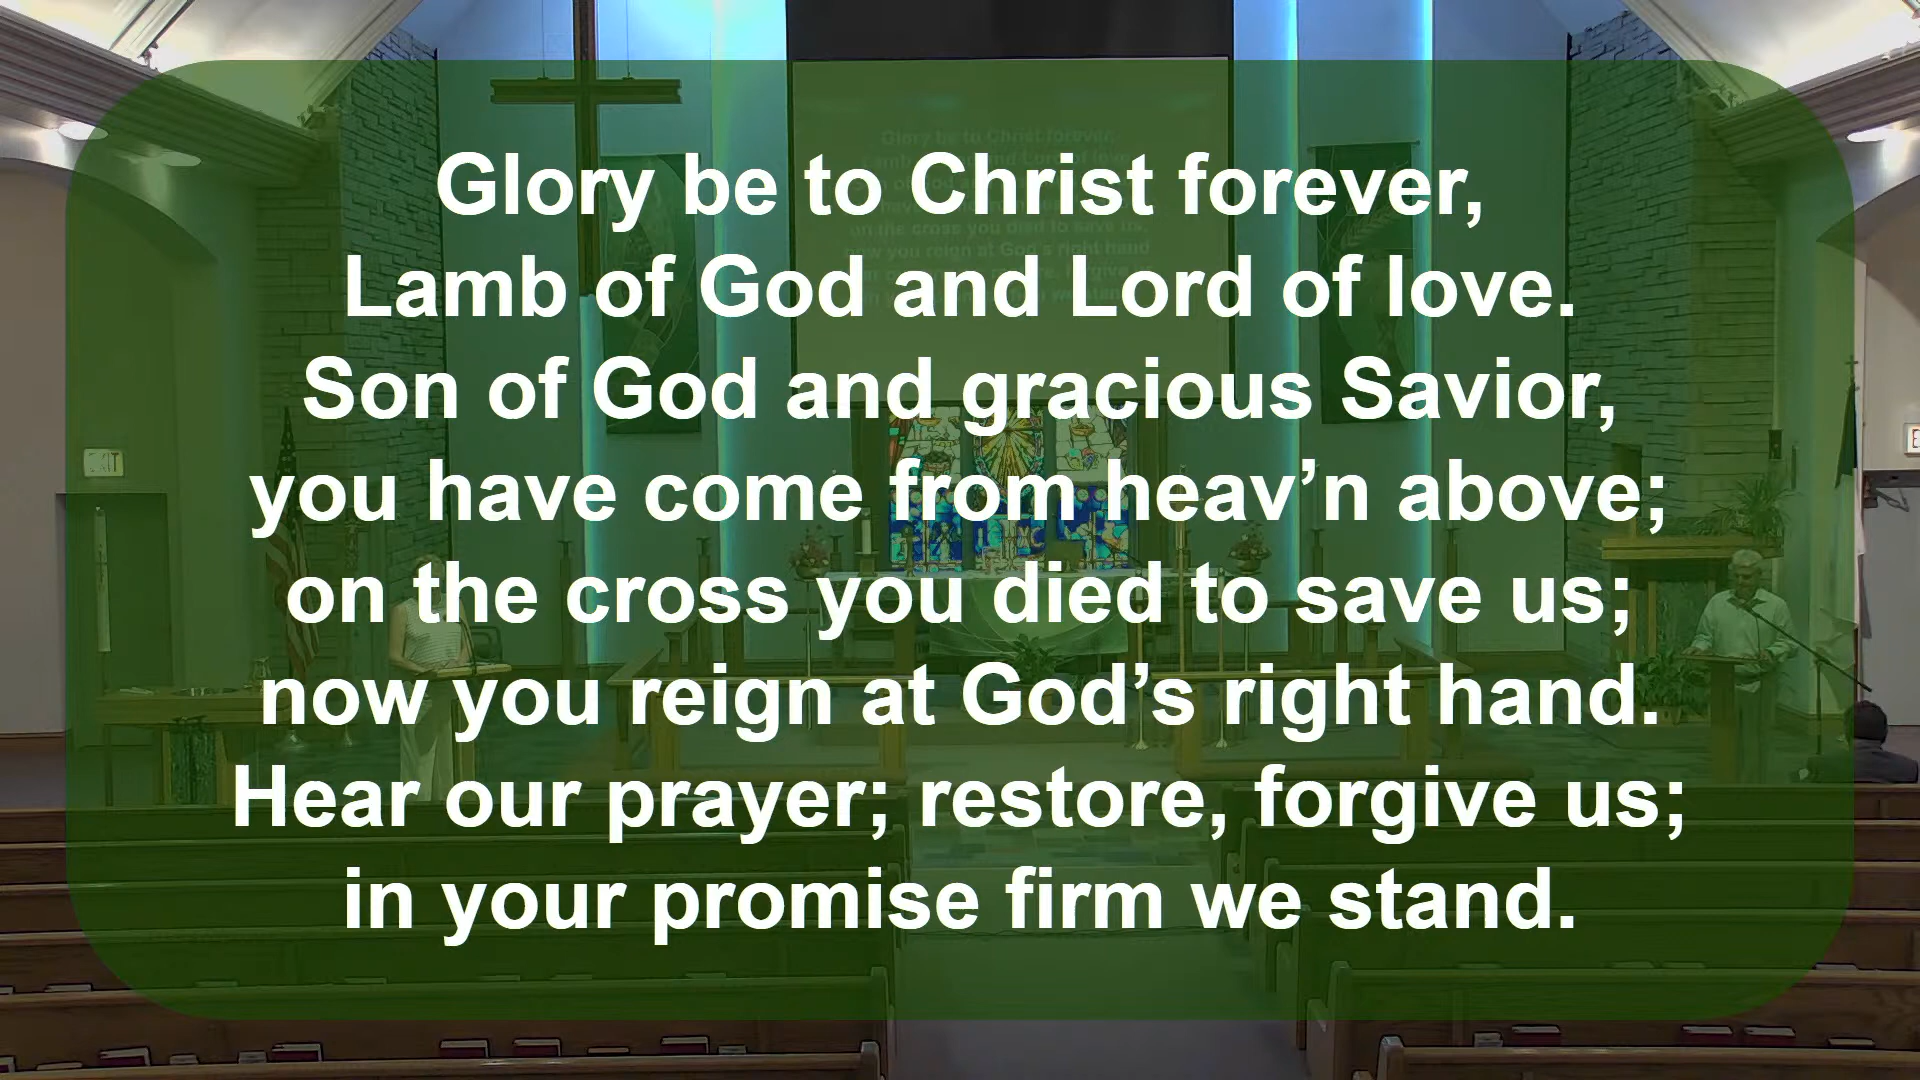 Glory be to Christ forever,
Lamb of God and Lord of love.
Son of God and gracious Savior,
you have come from heav’n above;
on the cross you died to save us;
now you reign at God’s right hand.
Hear our prayer; restore, forgive us;
in your promise firm we stand.
EXIT